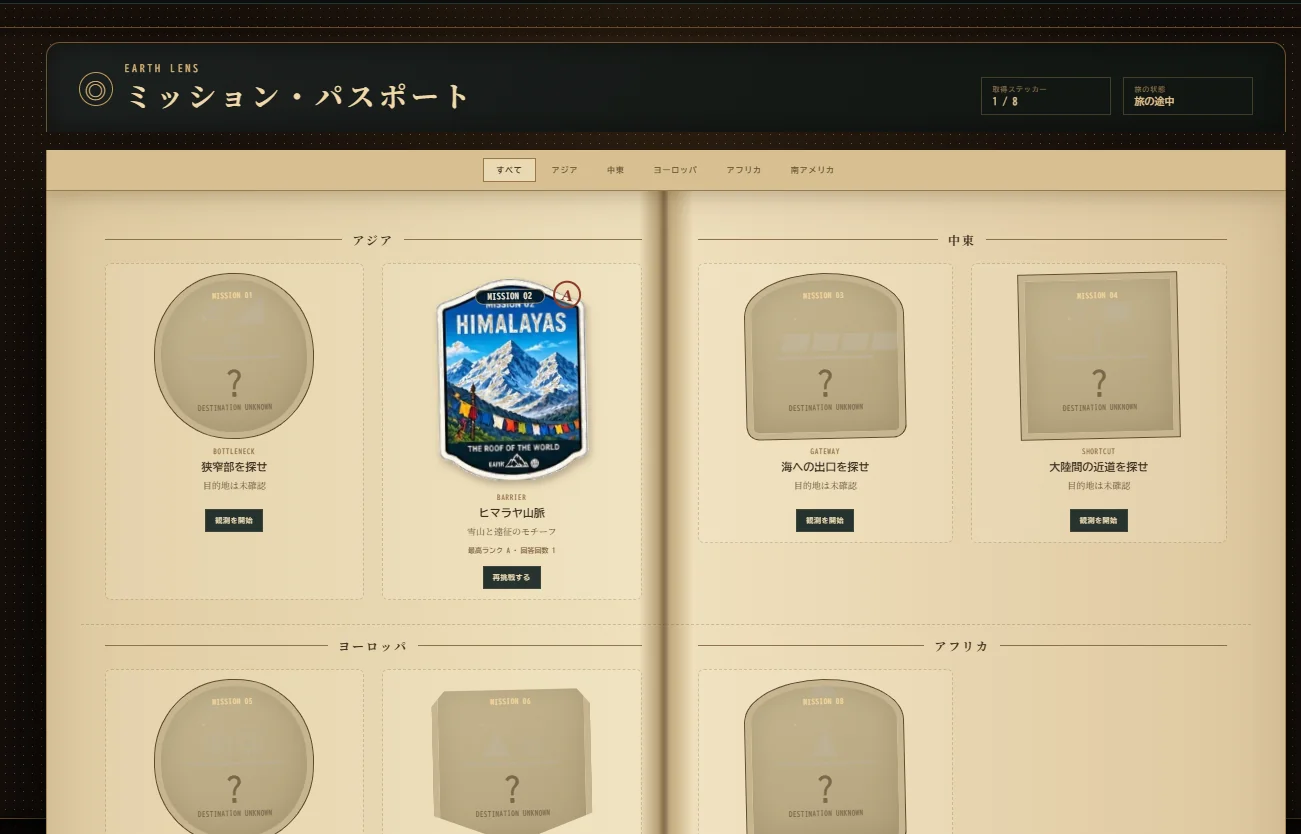 EARTH LENS
ミッション・パスポート
取得ステッカー
1 / 8
旅の状態
旅の途中
すべて
アジア
中東
ヨーロッパ
アフリカ
南アメリカ
アジア
MISSION 01
?
DESTINATION UNKNOWN
BOTTLENECK
狭窄部を探せ
目的地は未確認
観測を開始
MISSION 02
A
MISSION 02
HIMALAYAS
THE ROOF OF THE WORLD
BARRIER
ヒマラヤ山脈
雪山と遠征のモチーフ
最高ランク A ・ 回答回数 1
再挑戦する
中東
MISSION 03
?
DESTINATION UNKNOWN
GATEWAY
海への出口を探せ
目的地は未確認
観測を開始
MISSION 04
?
DESTINATION UNKNOWN
SHORTCUT
大陸間の近道を探せ
目的地は未確認
観測を開始
ヨーロッパ
MISSION 05
?
DESTINATION UNKNOWN
MISSION 06
?
DESTINATION UNKNOWN
アフリカ
MISSION 08
?
DESTINATION UNKNOWN